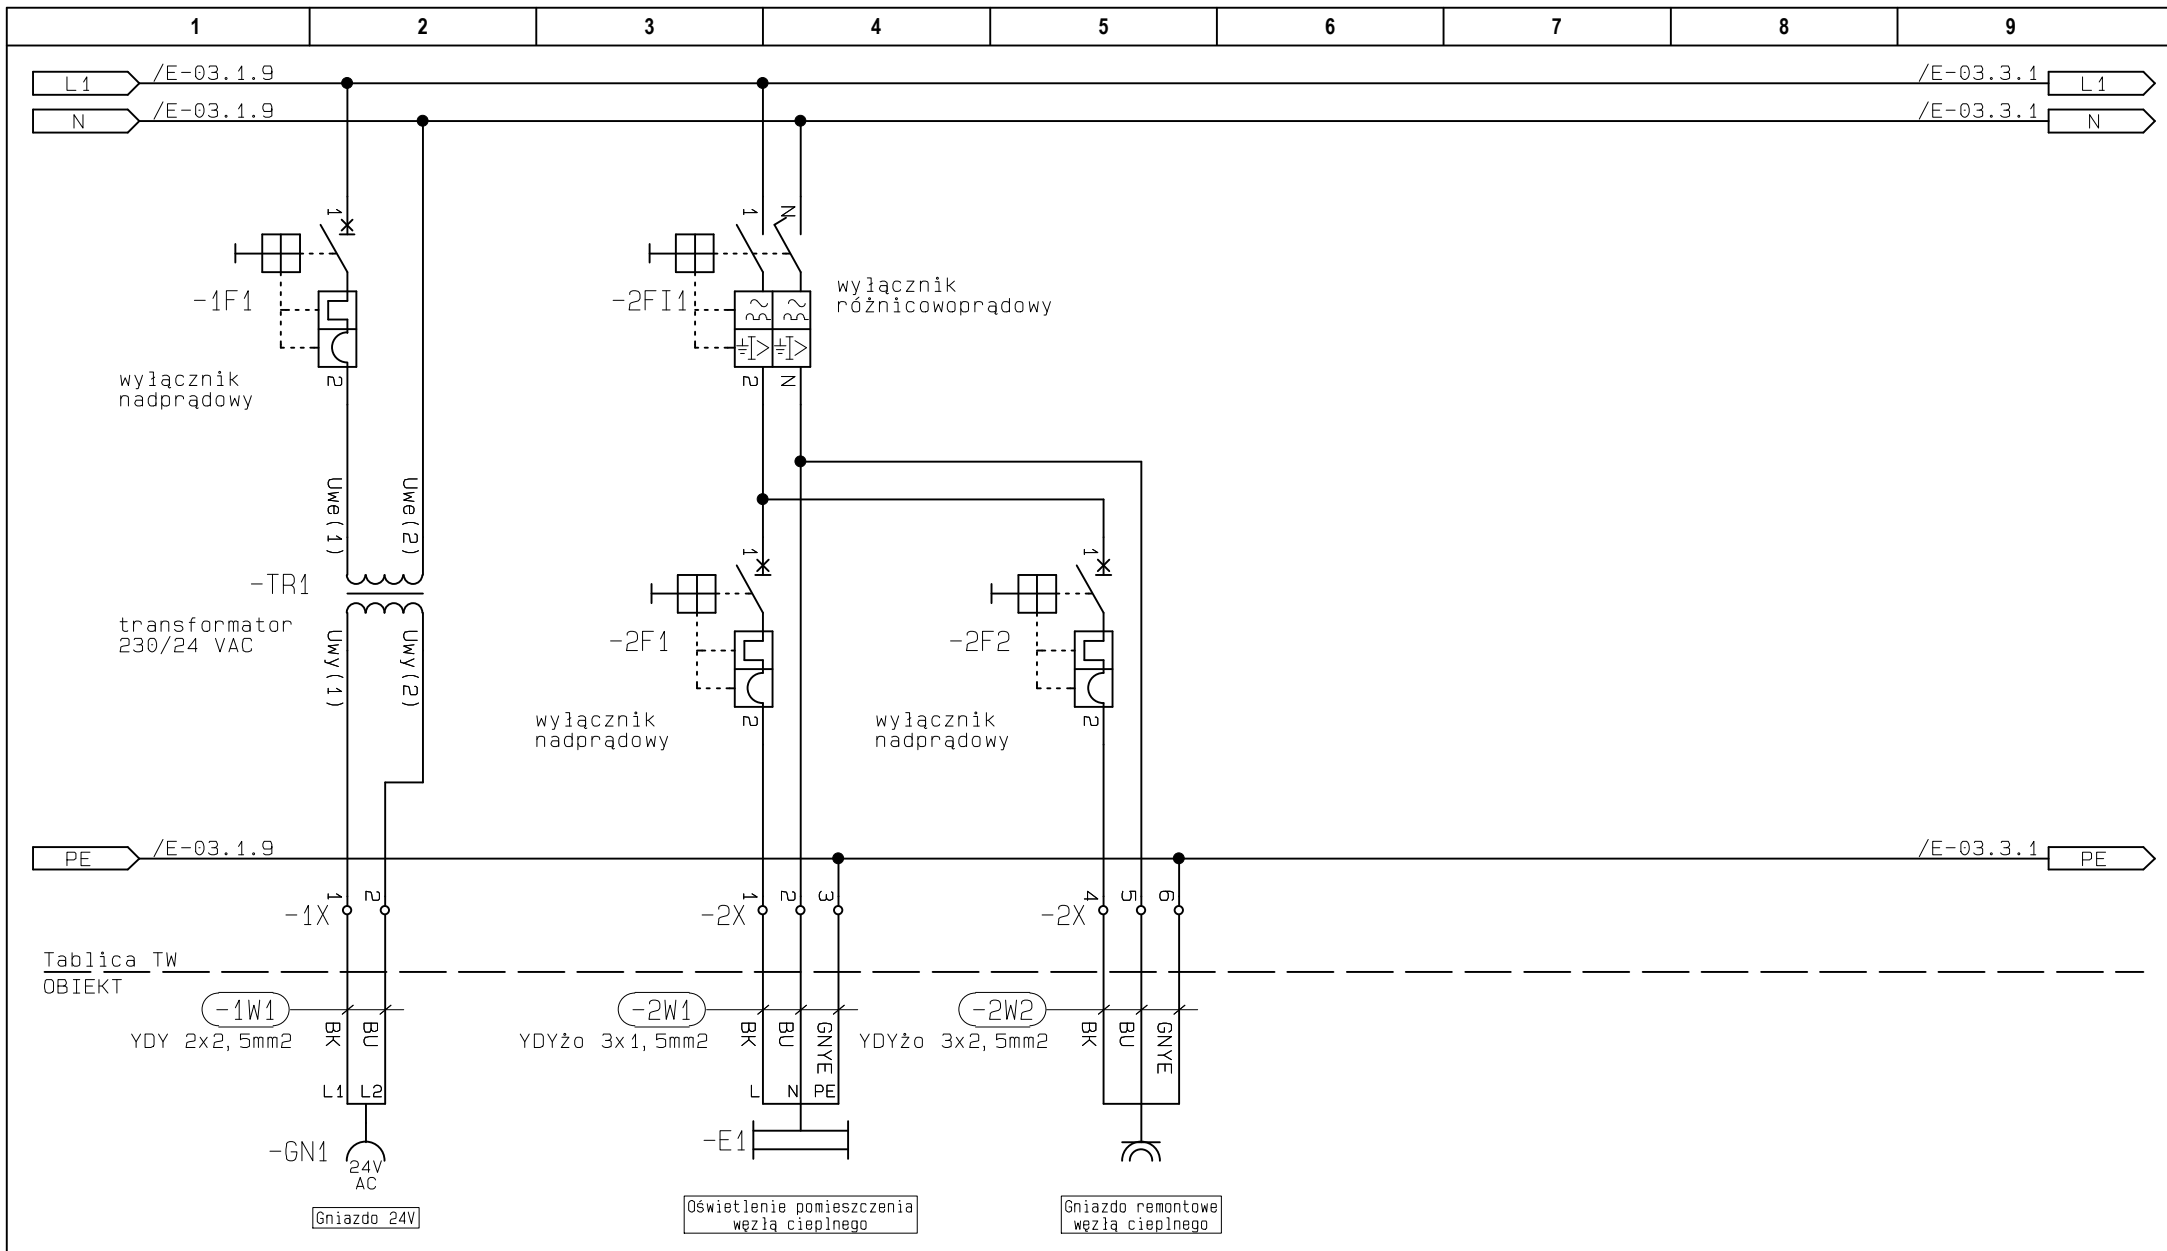 1 2 3 4 5 6 7 8 9
L1 /E-03.1.9 /E-03.3.1 L1
N /E-03.1.9 /E-03.3.1 N
1 1 N
-1F1
2
wyłącznik
nadprądowy
-2FI1
2 N
wyłącznik
różnicowoprądowy
Uwe(1) Uwe(2)
-TR1
transformator
230/24 VAC
Uwy(1) Uwy(2)
1
-2F1
2
wyłącznik
nadprądowy
1
-2F2
2
wyłącznik
nadprądowy
PE /E-03.1.9 /E-03.3.1 PE
-1X 1 2
-2X 1 2 3
-2X 4 5 6
Tablica TW
OBIEKT
-1W1
YDY 2x2,5mm2
BK BU
-2W1
YDYżo 3x1,5mm2
BK BU GNYE
-2W2
YDYżo 3x2,5mm2
BK BU GNYE
L1 L2
L N PE
-GN1
24V
AC
-E1
Gniazdo 24V
Oświetlenie pomieszczenia
węzłą cieplnego
Gniazdo remontowe
węzłą cieplnego